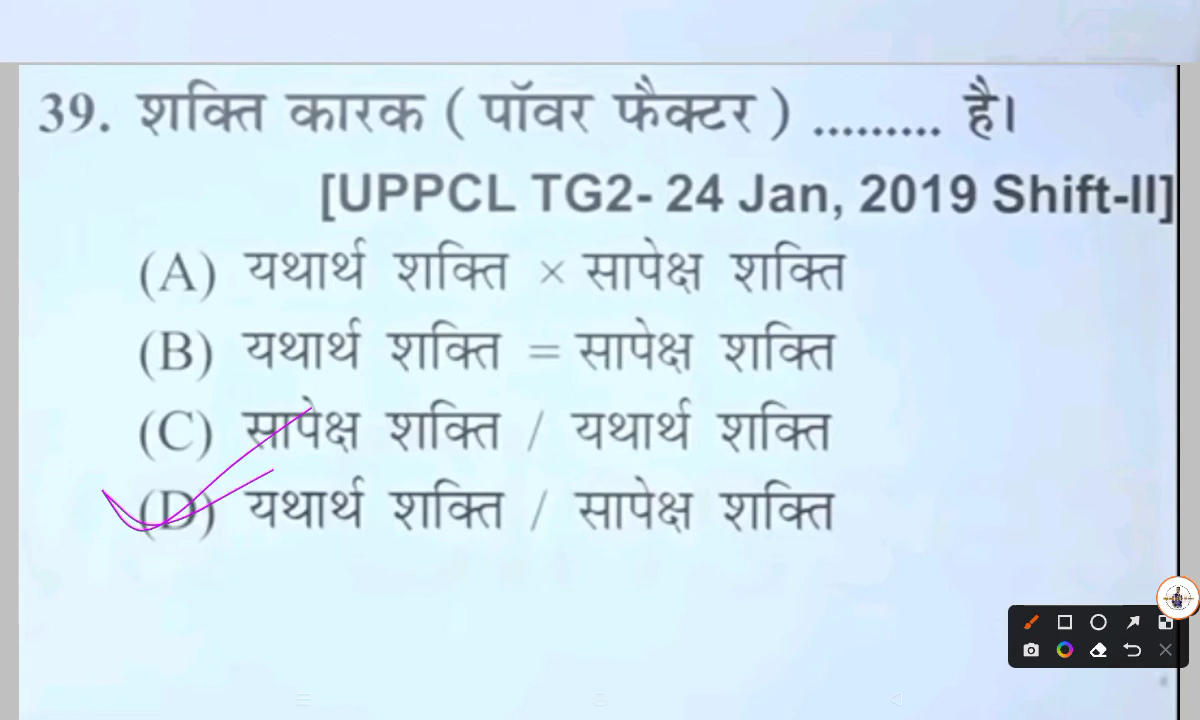 39. शक्ति कारक ( पॉवर फैक्टर ) ......... है।
[UPPCL TG2- 24 Jan, 2019 Shift-II]
(A) यथार्थ शक्ति × सापेक्ष शक्ति
(B) यथार्थ शक्ति = सापेक्ष शक्ति
(C) सापेक्ष शक्ति / यथार्थ शक्ति
(D) यथार्थ शक्ति / सापेक्ष शक्ति